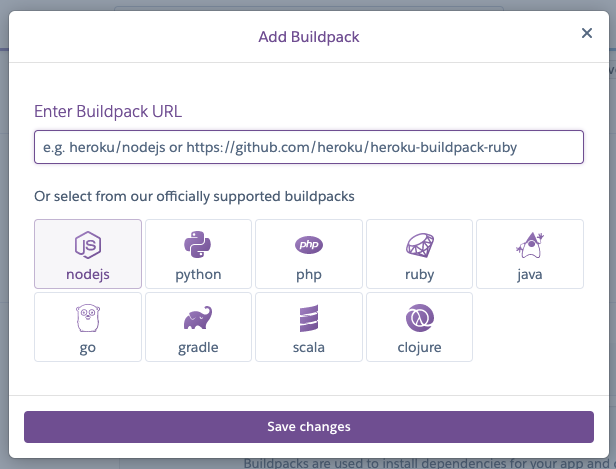 Add Buildpack
Enter Buildpack URL
e.g. heroku/nodejs or https://github.com/heroku/heroku-buildpack-ruby
Or select from our officially supported buildpacks
JS php
nodejs python php ruby java
go gradle scala clojure
Save changes
Buildpacks are used to install dependencies for your app and